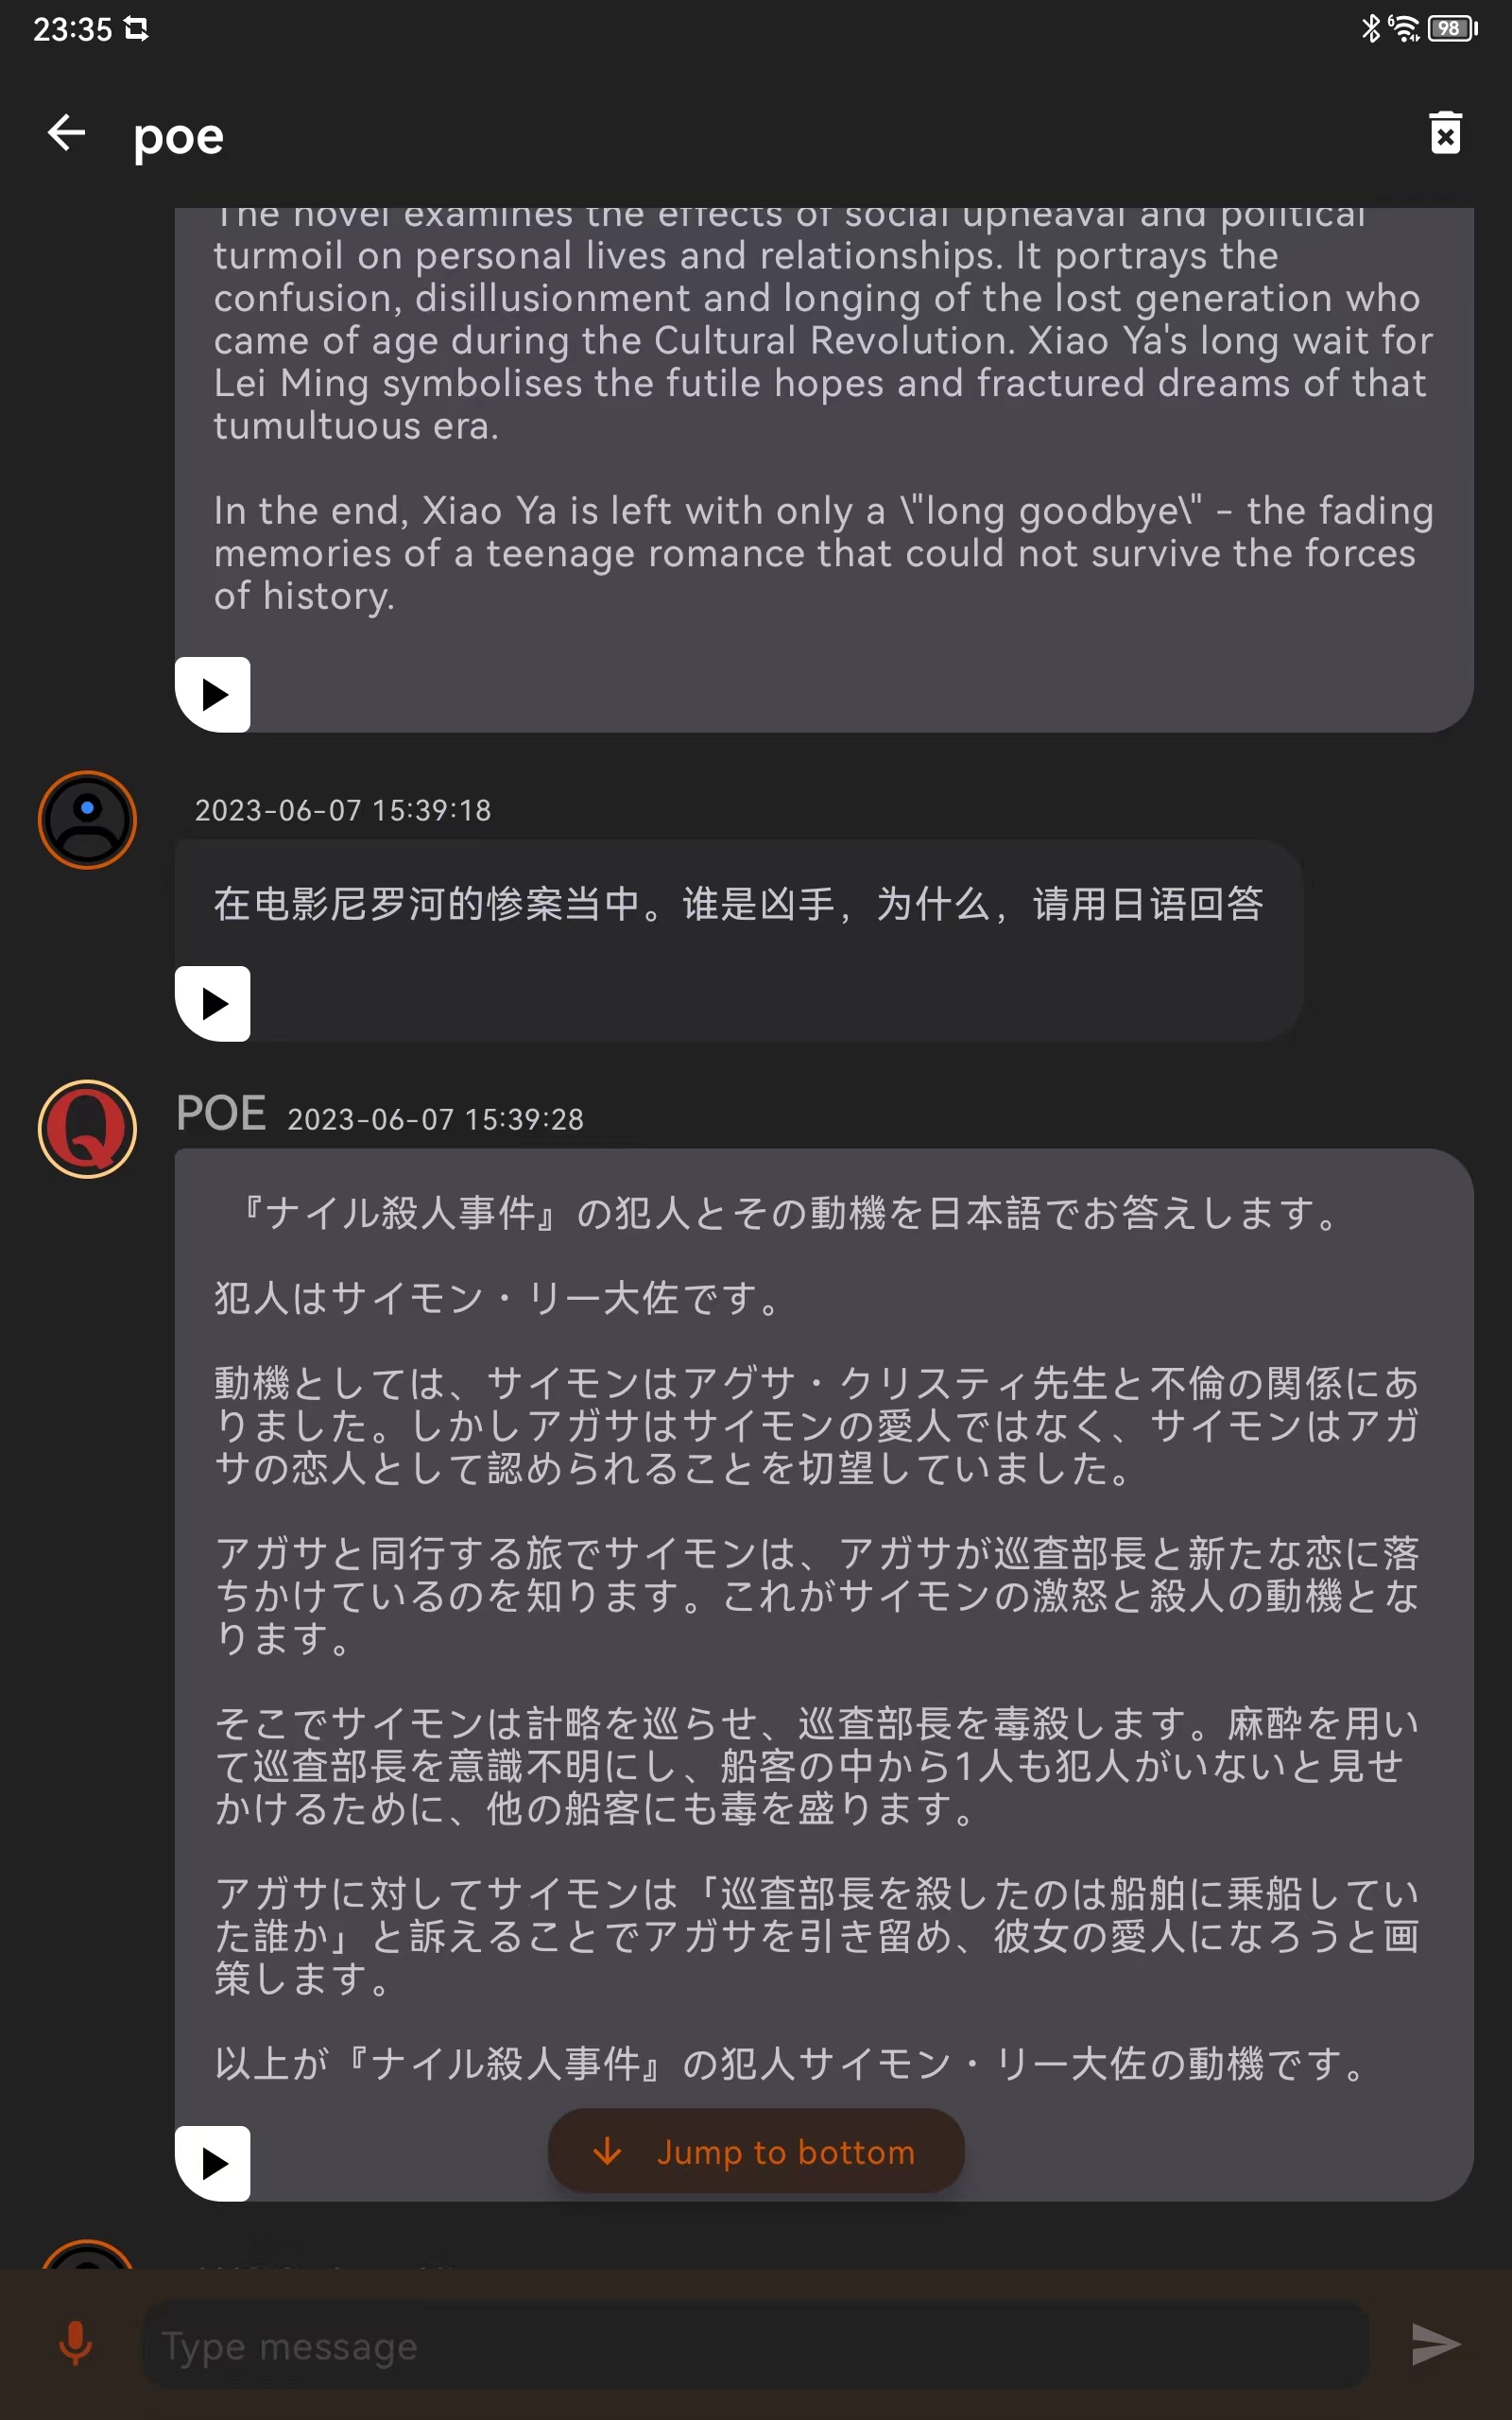 23:35
6
98
poe
The novel examines the effects of social upheaval and political
turmoil on personal lives and relationships. It portrays the
confusion, disillusionment and longing of the lost generation who
came of age during the Cultural Revolution. Xiao Ya's long wait for
Lei Ming symbolises the futile hopes and fractured dreams of that
tumultuous era.
In the end, Xiao Ya is left with only a \"long goodbye\" - the fading
memories of a teenage romance that could not survive the forces
of history.
2023-06-07 15:39:18
在电影尼罗河的惨案当中。谁是凶手，为什么，请用日语回答
POE 2023-06-07 15:39:28
『ナイル殺人事件』の犯人とその動機を日本語でお答えします。
犯人はサイモン・リー大佐です。
動機としては、サイモンはアグサ・クリスティ先生と不倫の関係にあ
りました。しかしアガサはサイモンの愛人ではなく、サイモンはアガ
サの恋人として認められることを切望していました。
アガサと同行する旅でサイモンは、アガサが巡査部長と新たな恋に落
ちかけているのを知ります。これがサイモンの激怒と殺人の動機とな
ります。
そこでサイモンは計略を巡らせ、巡査部長を毒殺します。麻酔を用い
て巡査部長を意識不明にし、船客の中から1人も犯人がいないと見せ
かけるために、他の船客にも毒を盛ります。
アガサに対してサイモンは「巡査部長を殺したのは船舶に乗船してい
た誰か」と訴えることでアガサを引き留め、彼女の愛人になろうと画
策します。
以上が『ナイル殺人事件』の犯人サイモン・リー大佐の動機です。
Jump to bottom
Type message